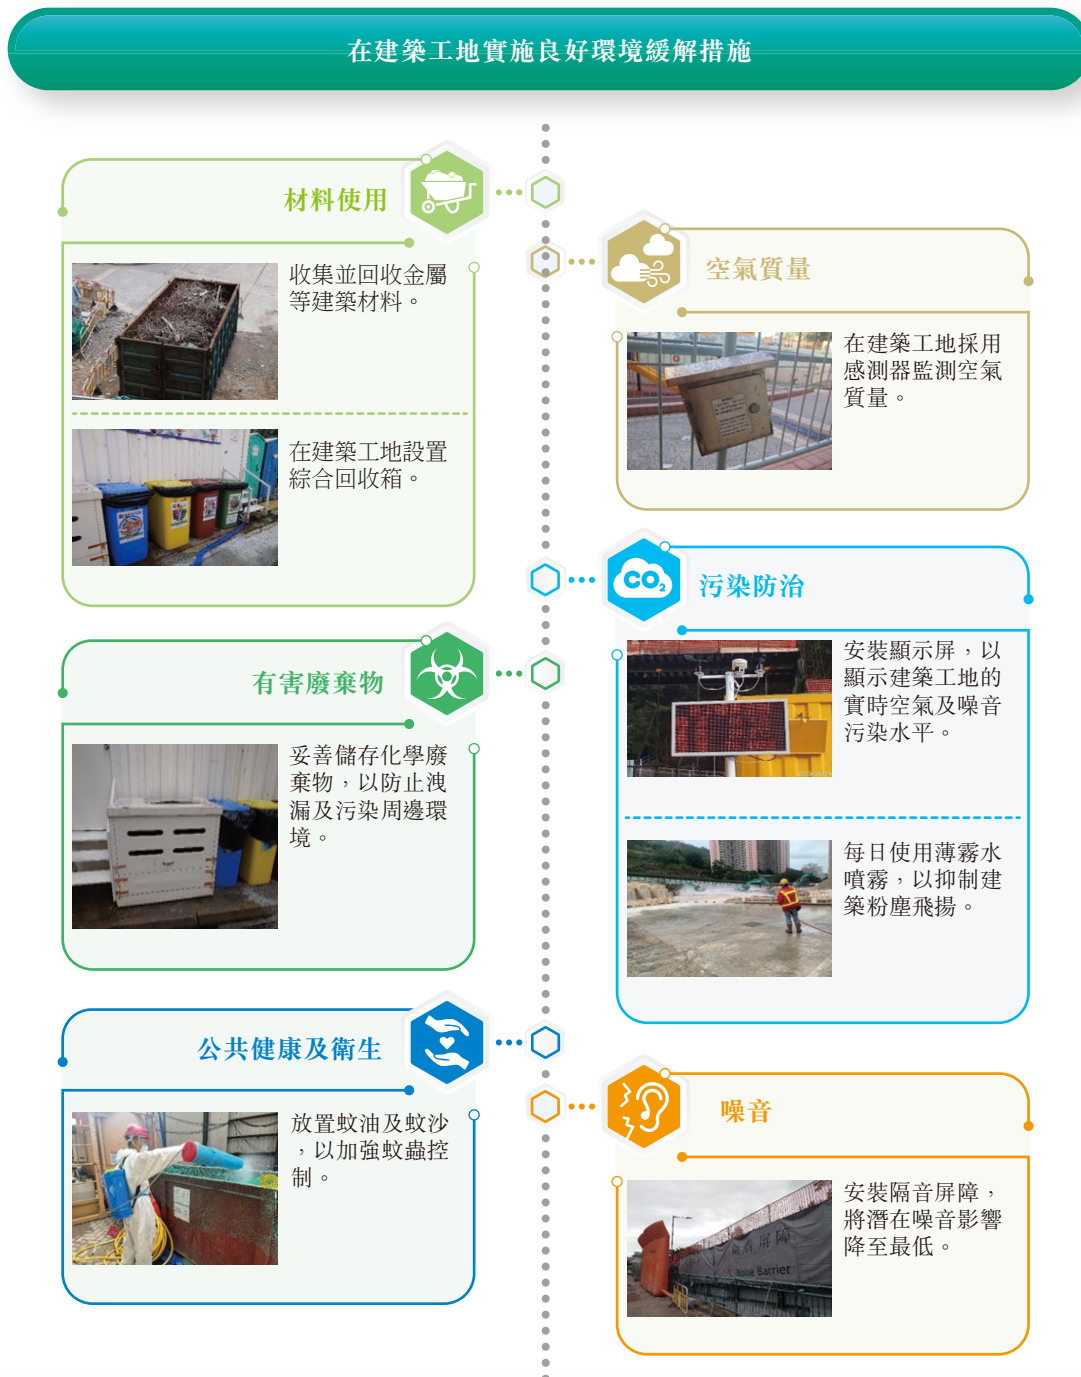 在建築工地實施良好環境緩解措施
材料使用
收集並回收金屬
等建築材料。
在建築工地設置
綜合回收箱。
空氣質量
在建築工地採用
感測器監測空氣
質量。
CO₂
污染防治
安裝顯示屏，以
顯示建築工地的
實時空氣及噪音
污染水平。
每日使用薄霧水
噴霧，以抑制建
築粉塵飛揚。
有害廢棄物
妥善儲存化學廢
棄物，以防止洩
漏及污染周邊環
境。
公共健康及衛生
放置蚊油及蚊沙
，以加強蚊蟲控
制。
噪音
安裝隔音屏障，
將潛在噪音影響
降至最低。
隔音屏障
Noise Barrier